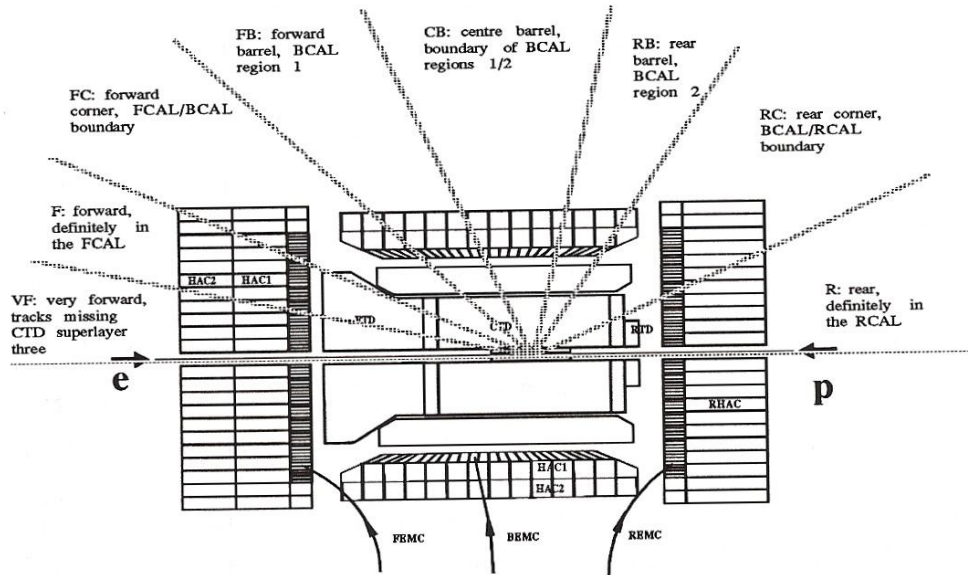 FB: forward
barrel, BCAL
region 1
CB: centre barrel,
boundary of BCAL
regions 1/2
RB: rear
barrel,
BCAL
region 2
FC: forward
corner, FCAL/BCAL
boundary
RC: rear corner,
BCAL/RCAL
boundary
F: forward,
definitely in
the FCAL
HAC2
HAC1
VF: very forward,
tracks missing
CTD superlayer
three
FTD
CTD
RTD
R: rear,
definitely in
the RCAL
e
p
RHAC
HAC1
HAC2
FEMC
BEMC
REMC